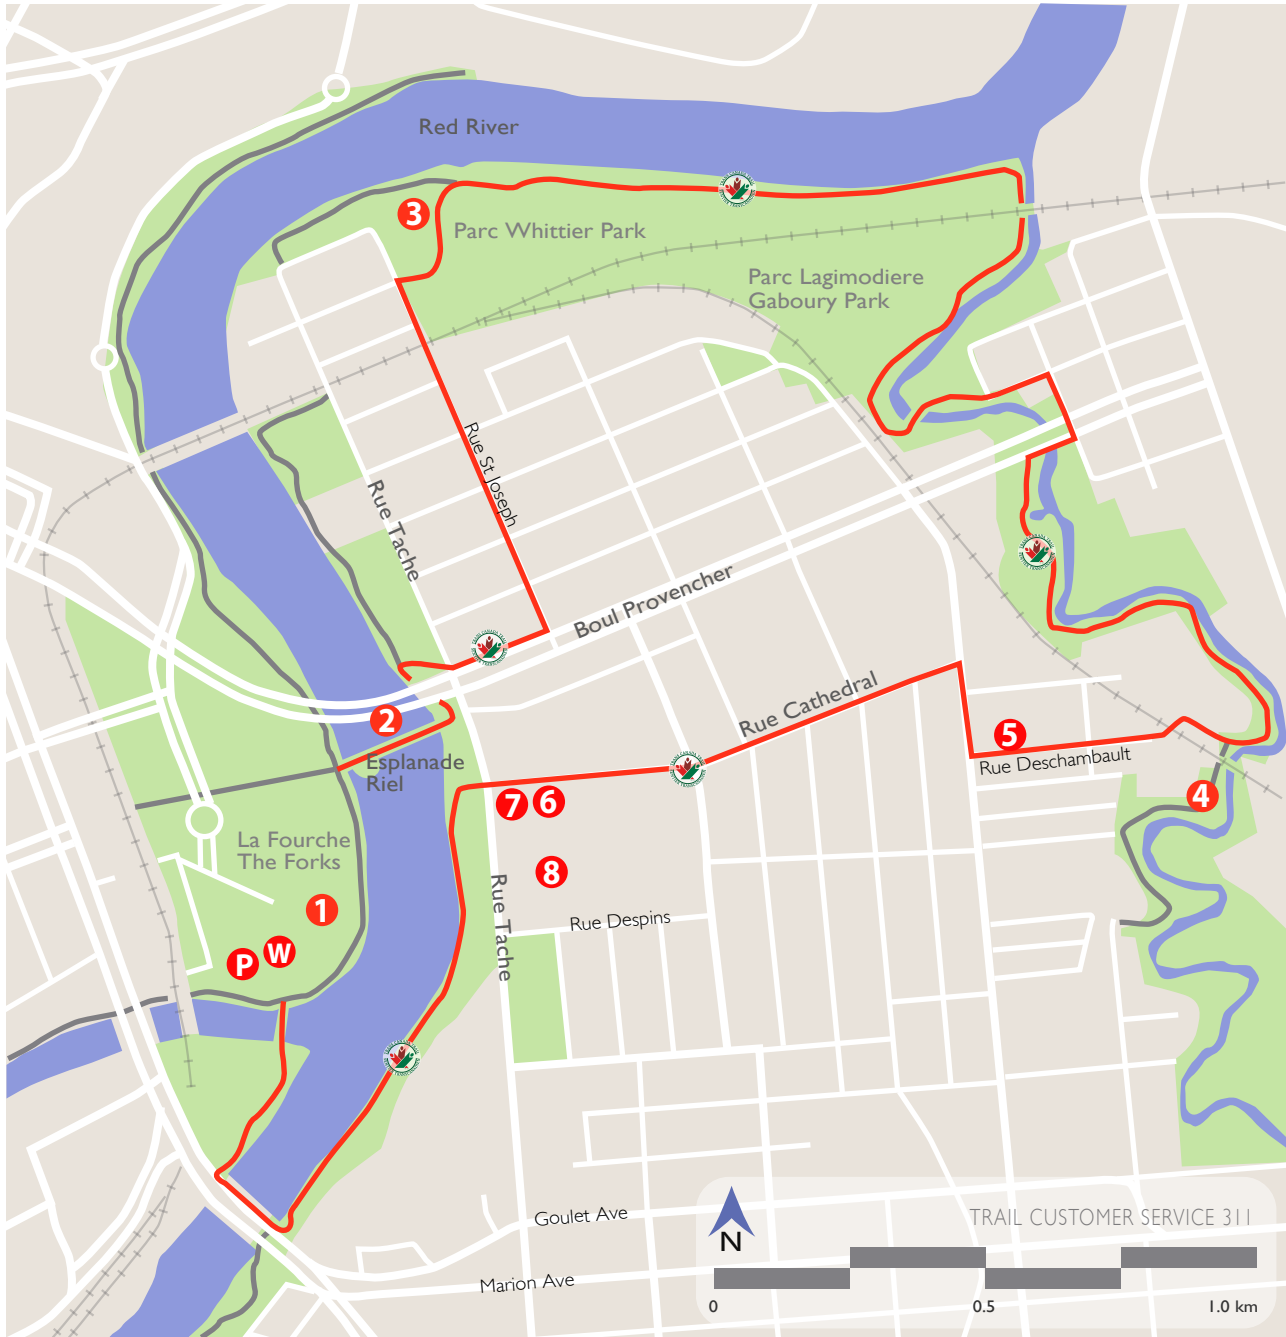 Red River
3
Parc Whittier Park
Parc Lagimodiere
Gaboury Park
Rue St Joseph
Rue Tache
Boul Provencher
Rue Cathedral
2
Esplanade
Riel
5
Rue Deschambault
4
7
6
La Fourche
The Forks
8
1
Rue Tache
Rue Despins
P
W
Goulet Ave
Marion Ave
N
TRAIL CUSTOMER SERVICE 311
0
0.5
1.0 km